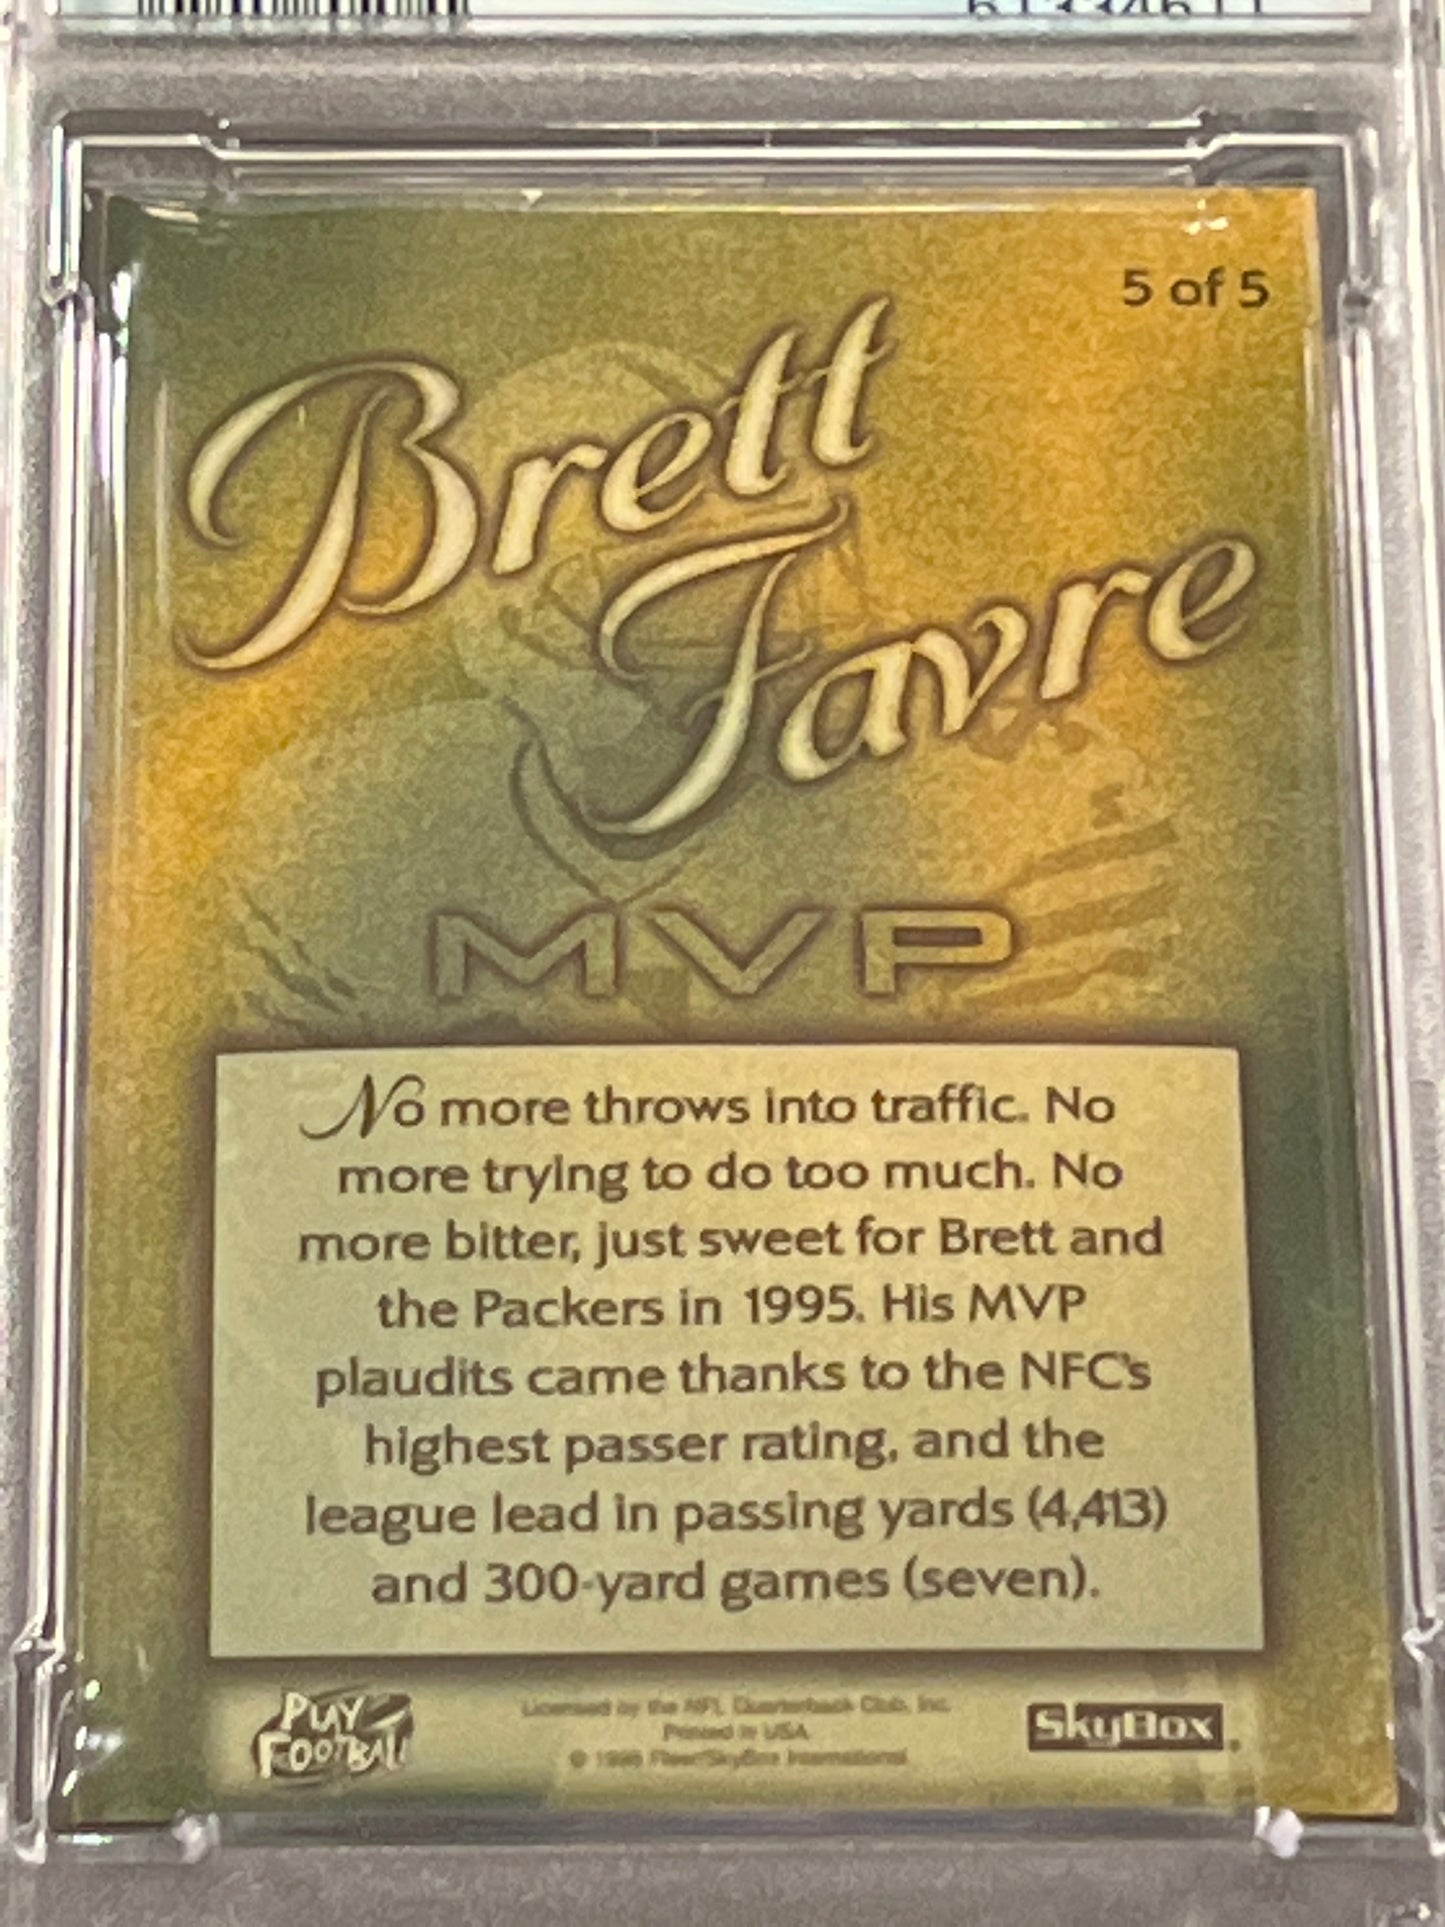 5 of 5
Brett
Favre
MVP
No more throws into traffic. No
more trying to do too much. No
more bitter, just sweet for Brett and
the Packers in 1995. His MVP
plaudits came thanks to the NFC's
highest passer rating, and the
league lead in passing yards (4,413)
and 300-yard games (seven).
PLAY
FOOTBALL
Licensed by the NFL Quarterback Club, Inc.
Printed in USA
Fleer/SkyBox International
SkyBox